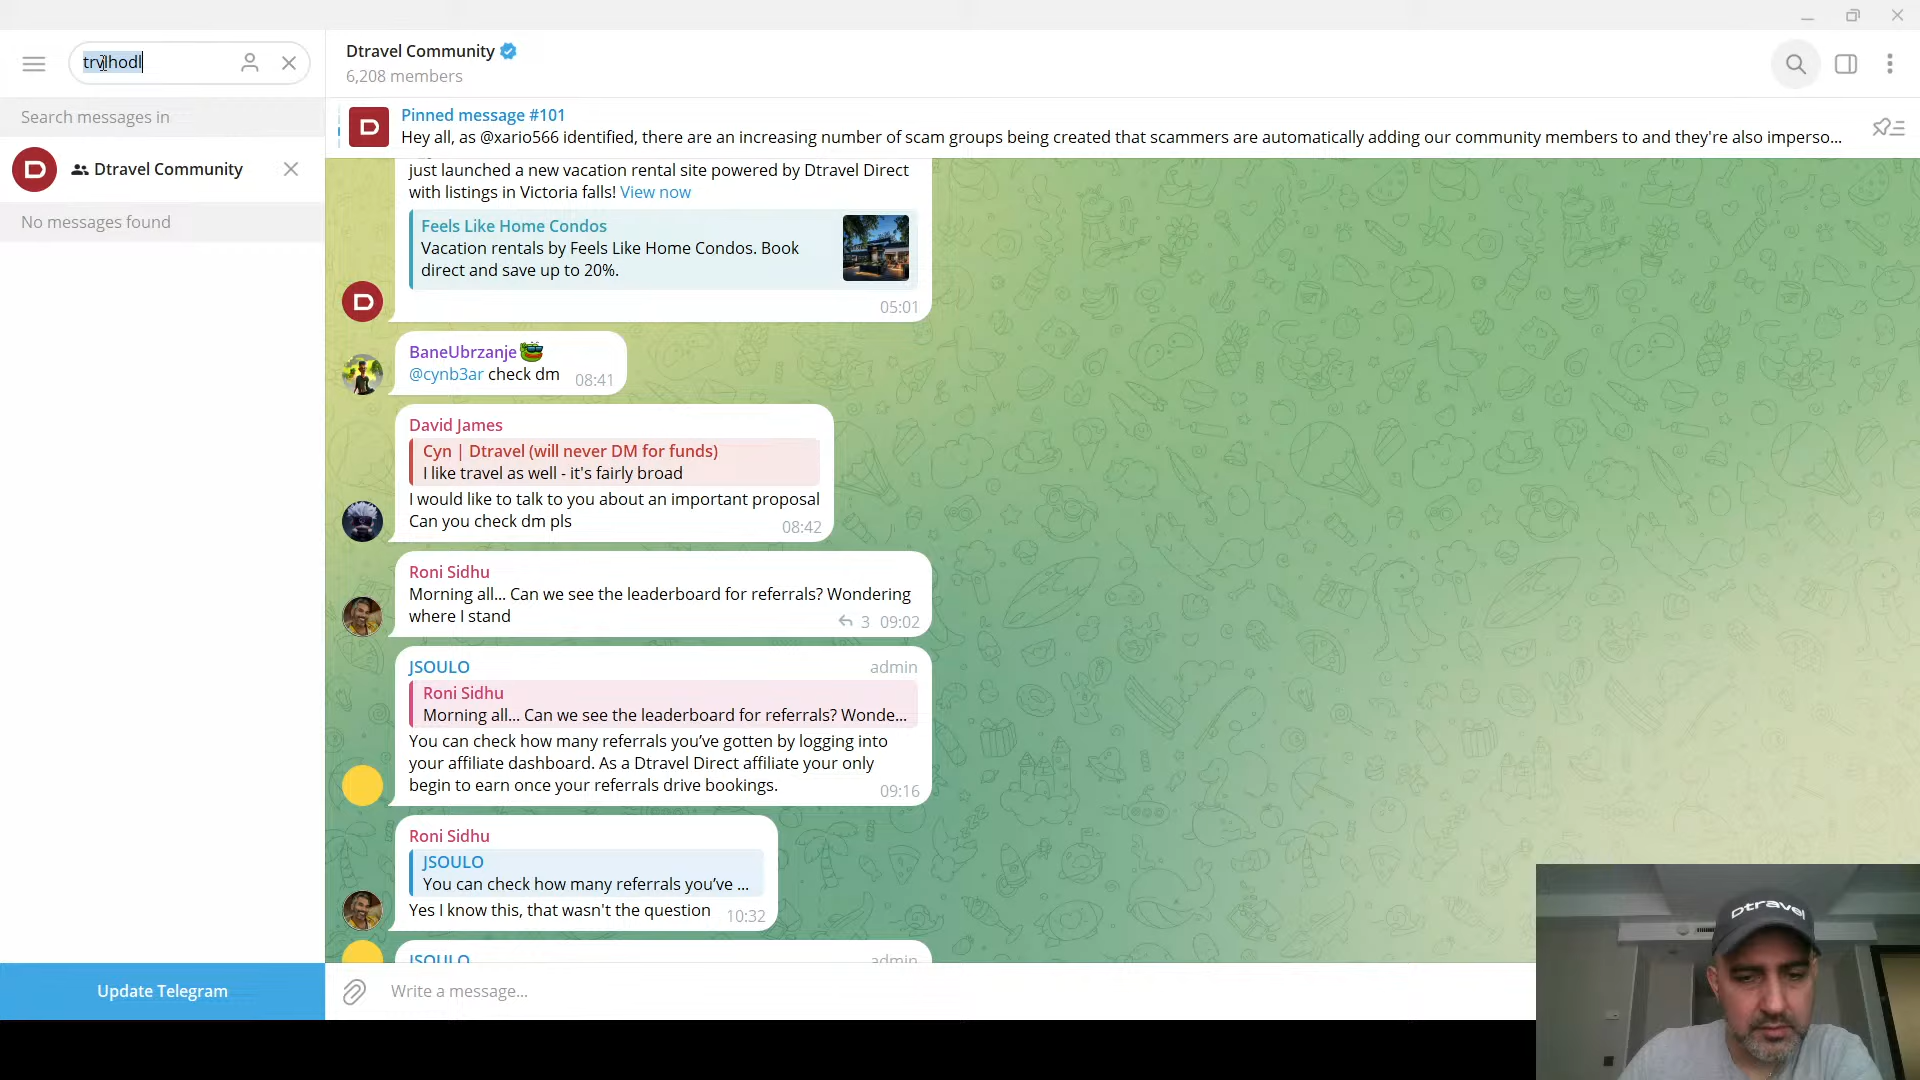 trvlhodl
Search messages in
Dtravel Community
No messages found
Update Telegram
Dtravel Community
6,208 members
Pinned message #101
Hey all, as @xario566 identified, there are an increasing number of scam groups being created that scammers are automatically adding our community members to and they're also imperso...
just launched a new vacation rental site powered by Dtravel Direct
with listings in Victoria falls! View now
Feels Like Home Condos
Vacation rentals by Feels Like Home Condos. Book
direct and save up to 20%.
05:01
BaneUbrzanje
@cynb3ar check dm 08:41
David James
Cyn | Dtravel (will never DM for funds)
I like travel as well - it's fairly broad
I would like to talk to you about an important proposal
Can you check dm pls 08:42
Roni Sidhu
Morning all... Can we see the leaderboard for referrals? Wondering
where I stand 3 09:02
JSOULO admin
Roni Sidhu
Morning all... Can we see the leaderboard for referrals? Wonde...
You can check how many referrals you’ve gotten by logging into
your affiliate dashboard. As a Dtravel Direct affiliate your only
begin to earn once your referrals drive bookings. 09:16
Roni Sidhu
JSOULO
You can check how many referrals you’ve ...
Yes I know this, that wasn't the question 10:32
JSOULO admin
Write a message...
Dtravel